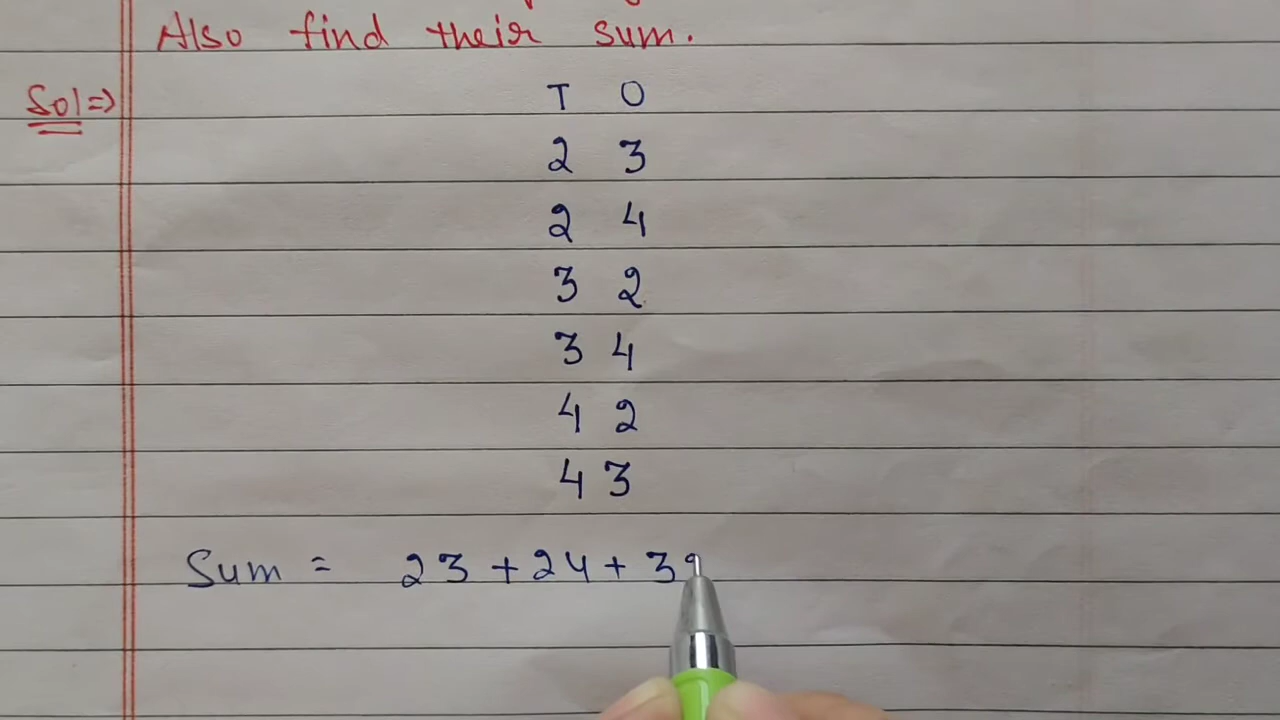 Also find their sum.
Sol⇒
T O
2 3
2 4
3 2
3 4
4 2
4 3
Sum = 23 + 24 + 3